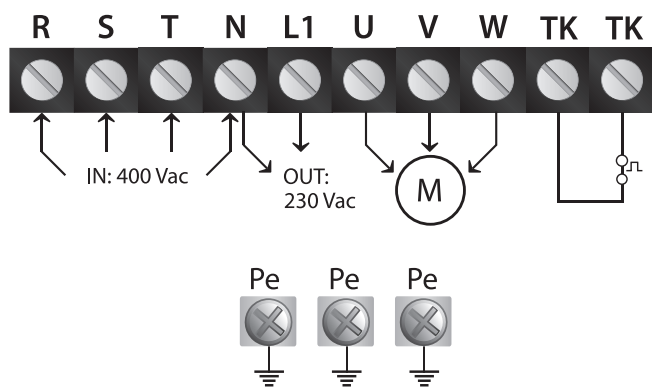 R S T N L1 U V W TK TK
IN: 400 Vac
OUT:
230 Vac
M
Pe Pe Pe